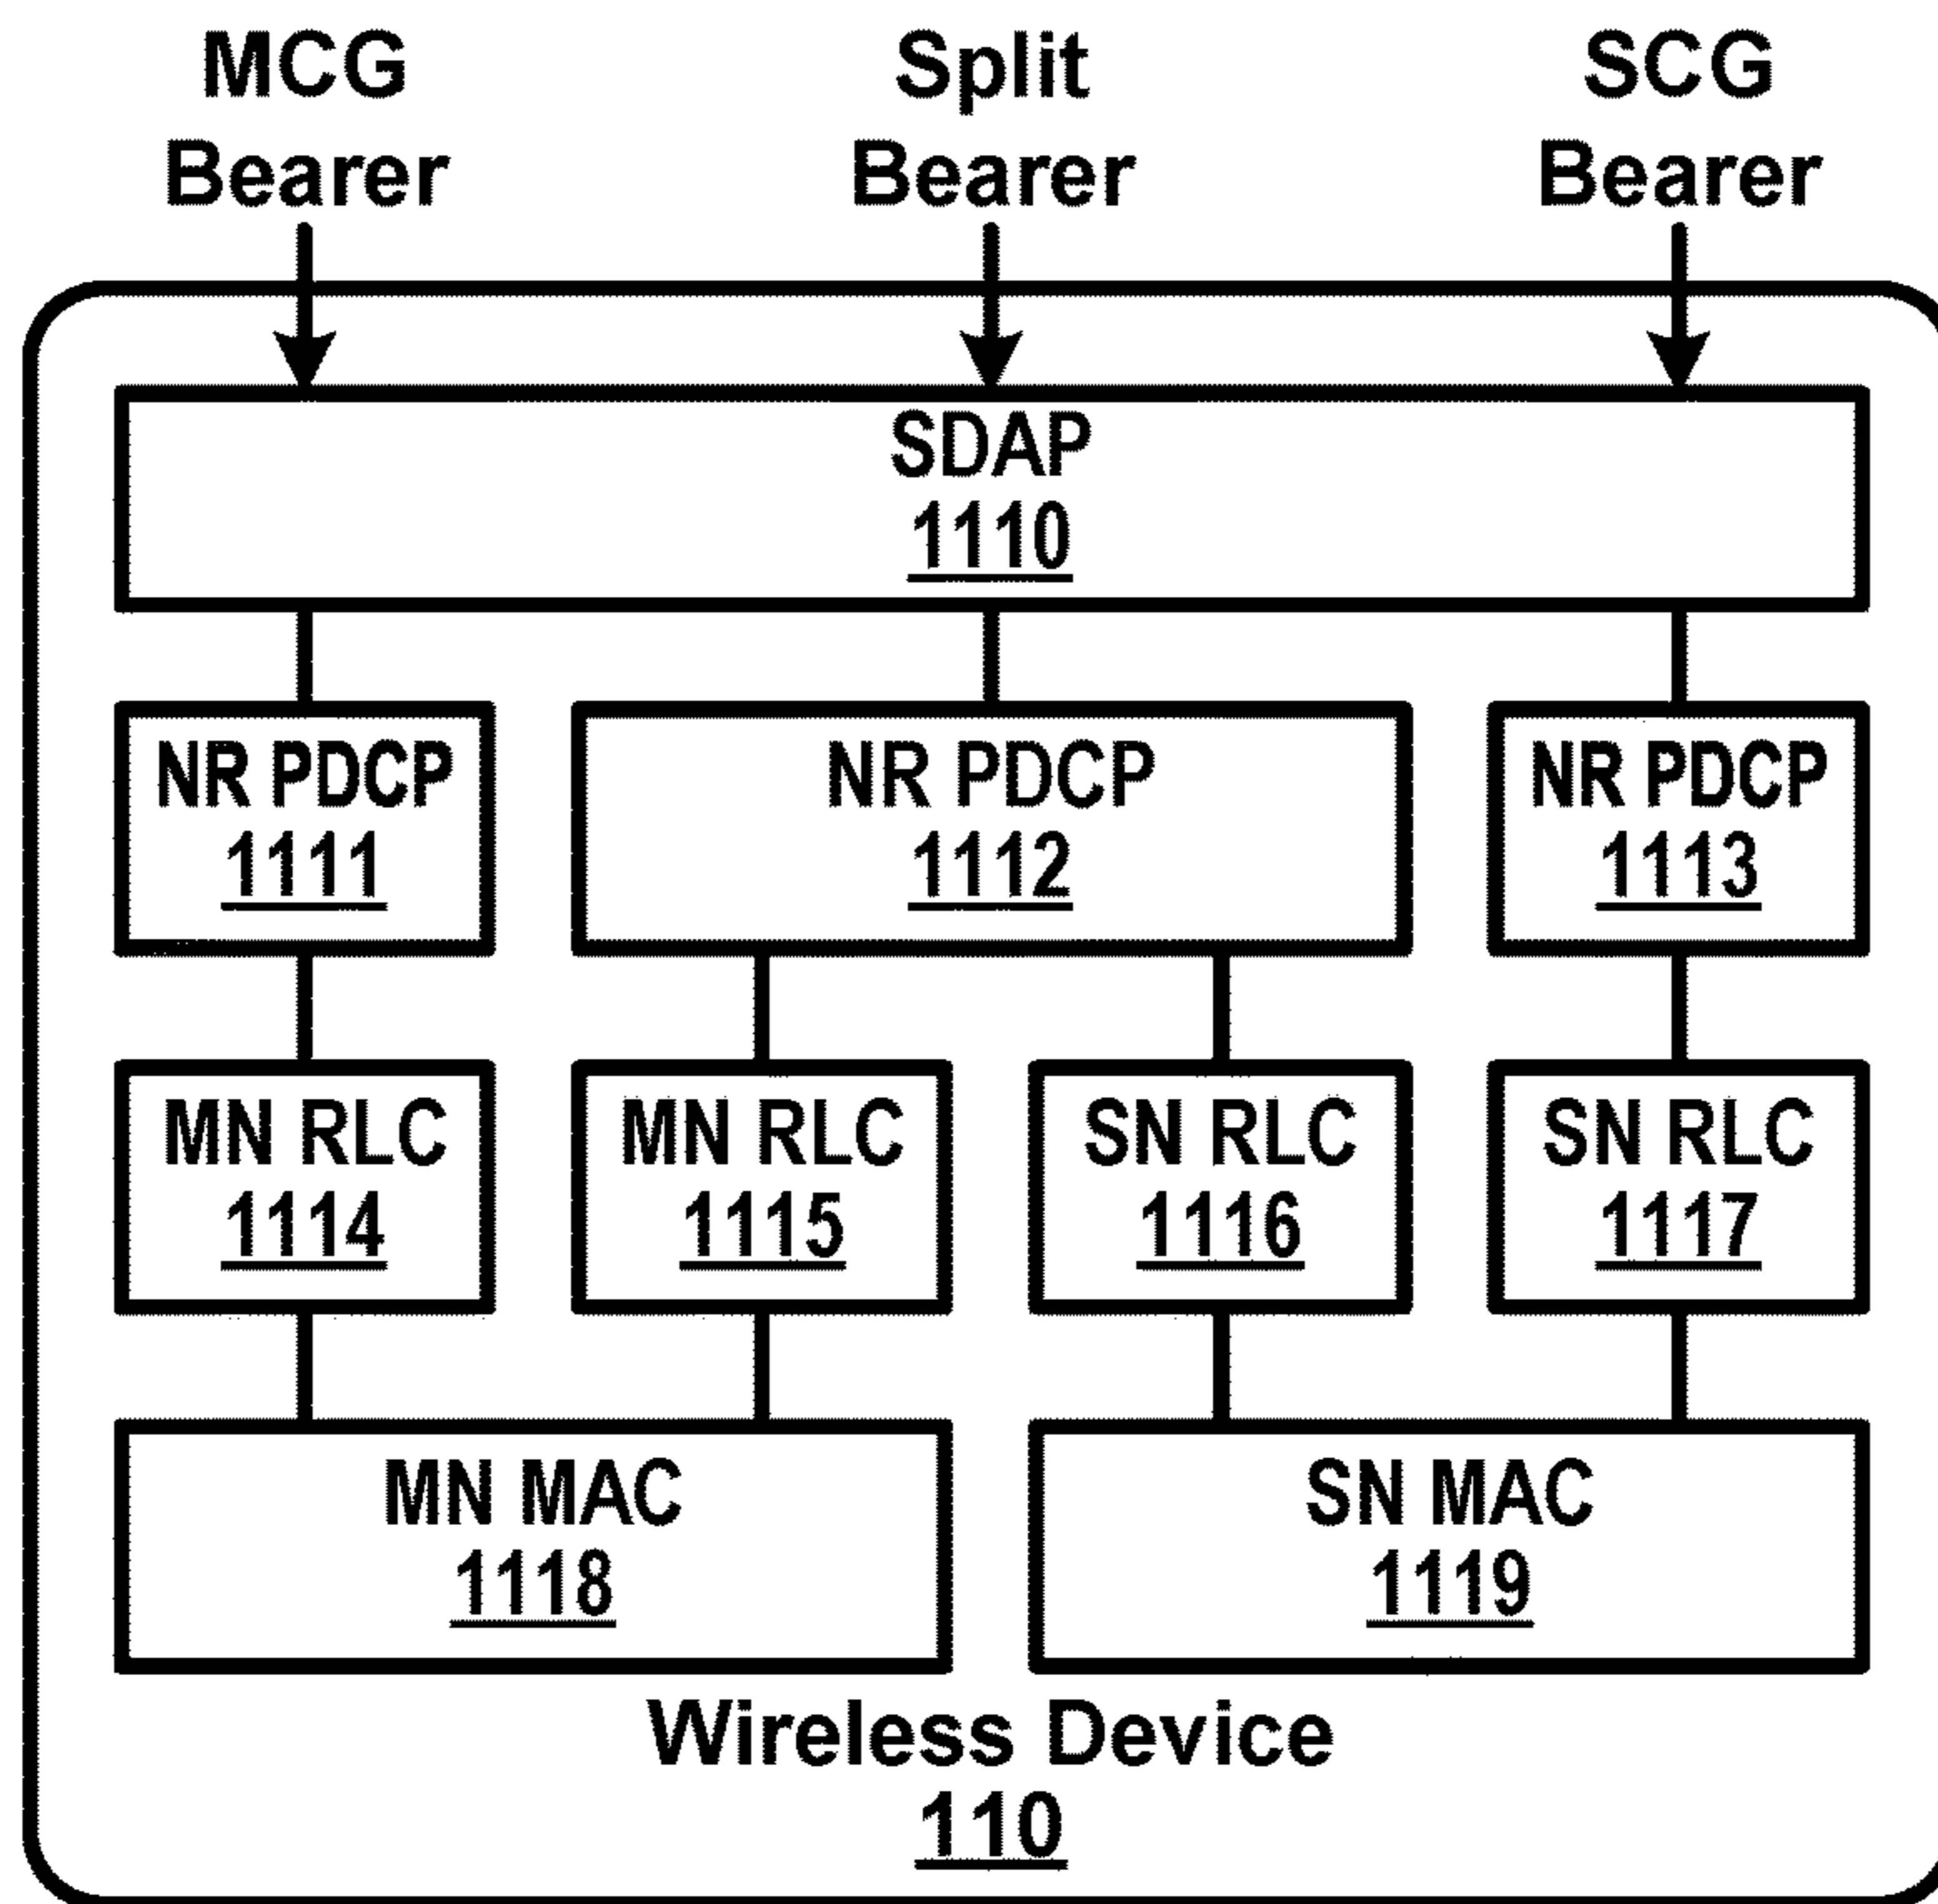 MCG Bearer
Split Bearer
SCG Bearer
SDAP
1110
NR PDCP
1111
NR PDCP
1112
NR PDCP
1113
MN RLC
1114
MN RLC
1115
SN RLC
1116
SN RLC
1117
MN MAC
1118
SN MAC
1119
Wireless Device
110